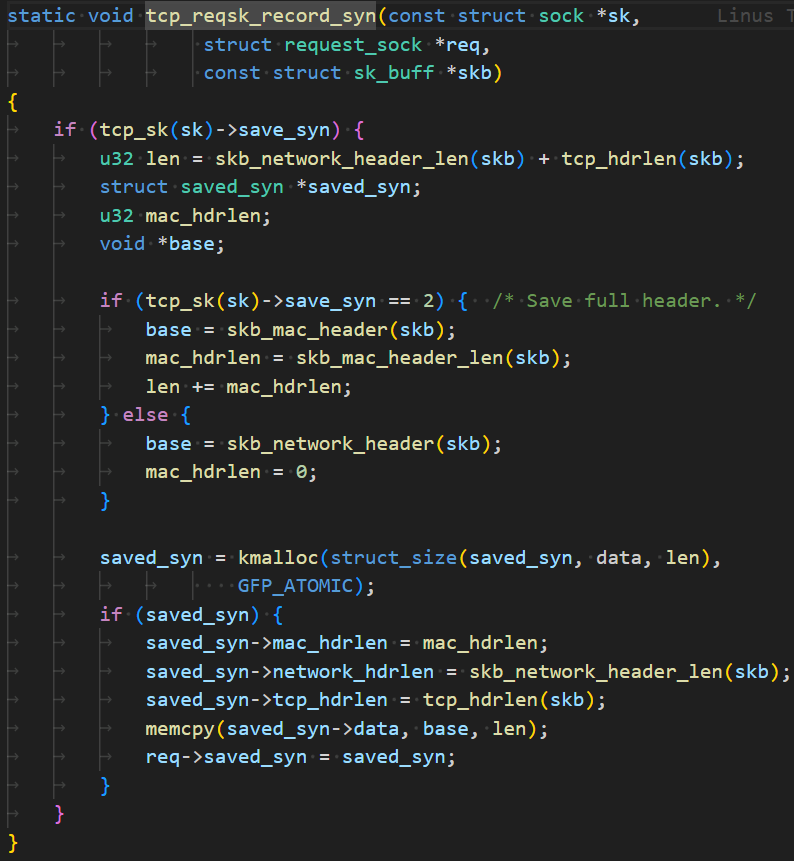 static void tcp_reqsk_record_syn(const struct sock *sk, Linus T
struct request_sock *req,
const struct sk_buff *skb)
{
if (tcp_sk(sk)->save_syn) {
u32 len = skb_network_header_len(skb) + tcp_hdrlen(skb);
struct saved_syn *saved_syn;
u32 mac_hdrlen;
void *base;
if (tcp_sk(sk)->save_syn == 2) { /* Save full header. */
base = skb_mac_header(skb);
mac_hdrlen = skb_mac_header_len(skb);
len += mac_hdrlen;
} else {
base = skb_network_header(skb);
mac_hdrlen = 0;
}
saved_syn = kmalloc(struct_size(saved_syn, data, len),
GFP_ATOMIC);
if (saved_syn) {
saved_syn->mac_hdrlen = mac_hdrlen;
saved_syn->network_hdrlen = skb_network_header_len(skb);
saved_syn->tcp_hdrlen = tcp_hdrlen(skb);
memcpy(saved_syn->data, base, len);
req->saved_syn = saved_syn;
}
}
}